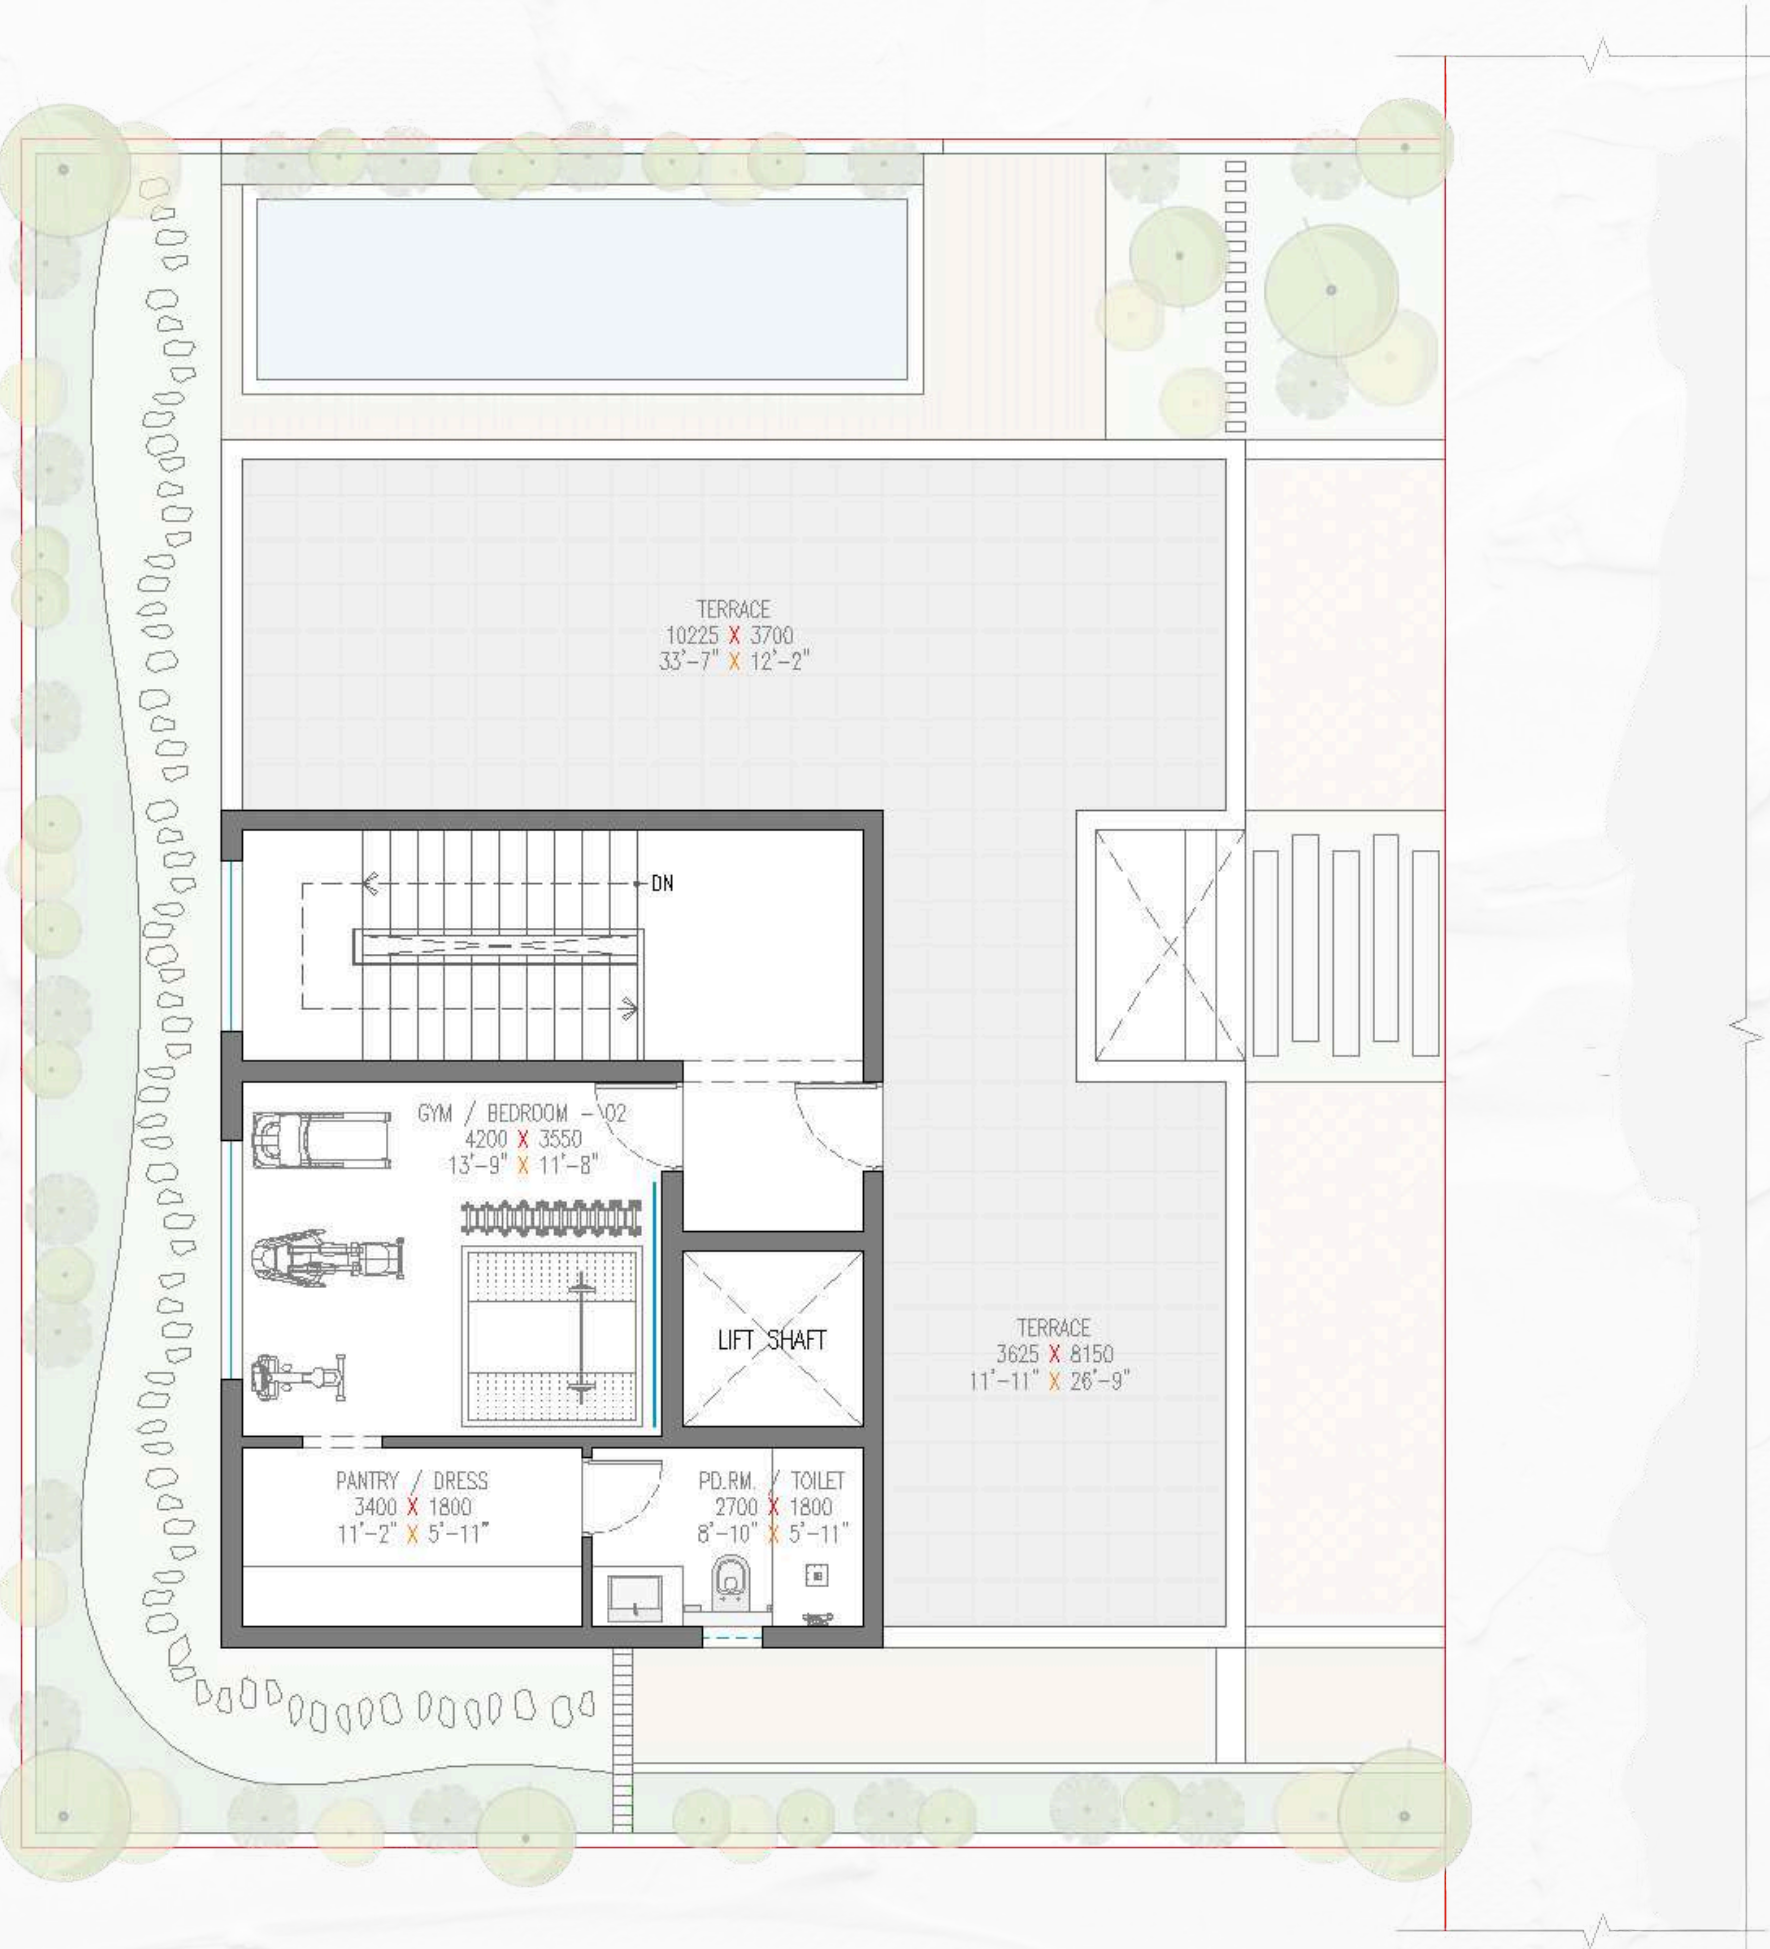 TERRACE
10225 X 3700
33'-7" X 12'-2"
DN
GYM / BEDROOM - 02
4200 X 3550
13'-9" X 11'-8"
LIFT SHAFT
TERRACE
3625 X 8150
11'-11" X 26'-9"
PANTRY / DRESS
3400 X 1800
11'-2" X 5'-11"
PD.RM. / TOILET
2700 X 1800
8'-10" X 5'-11"